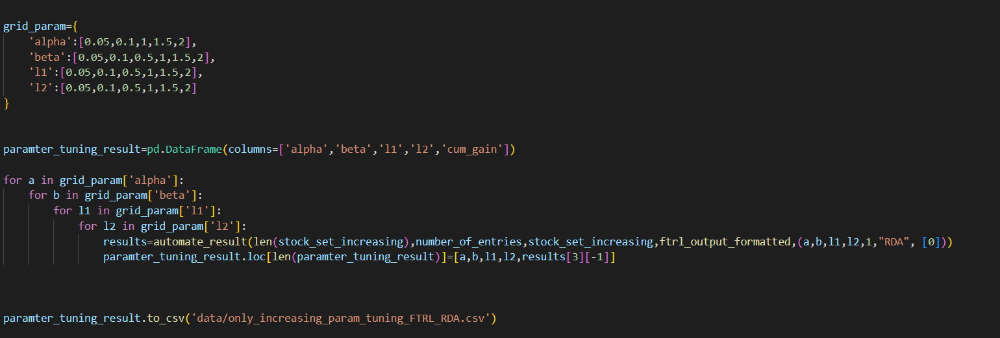 grid_param={
    'alpha':[0.05,0.1,1,1.5,2],
    'beta':[0.05,0.1,0.5,1,1.5,2],
    'l1':[0.05,0.1,0.5,1,1.5,2],
    'l2':[0.05,0.1,0.5,1,1.5,2]
}
paramter_tuning_result=pd.DataFrame(columns=['alpha','beta','l1','l2','cum_gain'])
for a in grid_param['alpha']:
    for b in grid_param['beta']:
        for l1 in grid_param['l1']:
            for l2 in grid_param['l2']:
                results=automate_result(len(stock_set_increasing),number_of_entries,stock_set_increasing,ftrl_output_formatted,(a,b,l1,l2,1,"RDA", [0]))
                paramter_tuning_result.loc[len(paramter_tuning_result)]=[a,b,l1,l2,results[3][-1]]
paramter_tuning_result.to_csv('data/only_increasing_param_tuning_FTRL_RDA.csv')